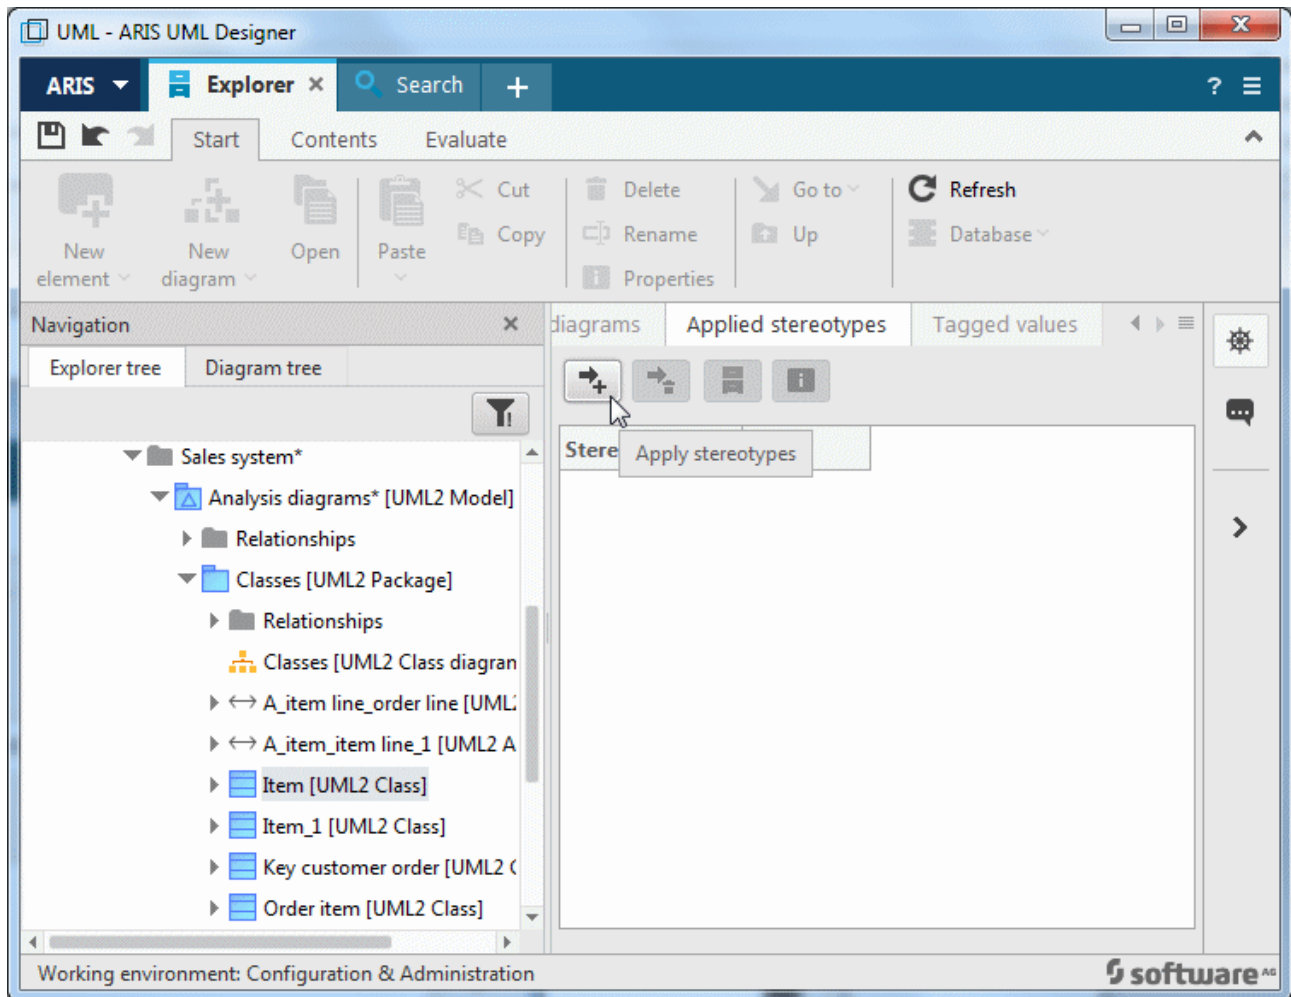 UML - ARIS UML Designer
ARIS Explorer Search
?
Start Contents Evaluate
New element
New diagram
Open
Paste
Cut
Copy
Delete
Rename
Properties
Go to
Up
Refresh
Database
Navigation
Explorer tree Diagram tree
diagrams Applied stereotypes Tagged values
Stere
Apply stereotypes
Sales system*
Analysis diagrams* [UML2 Model]
Relationships
Classes [UML2 Package]
Relationships
Classes [UML2 Class diagran
A_item line_order line [UML
A_item_item line_1 [UML2 A
Item [UML2 Class]
Item_1 [UML2 Class]
Key customer order [UML2
Order item [UML2 Class]
Working environment: Configuration & Administration
software AG